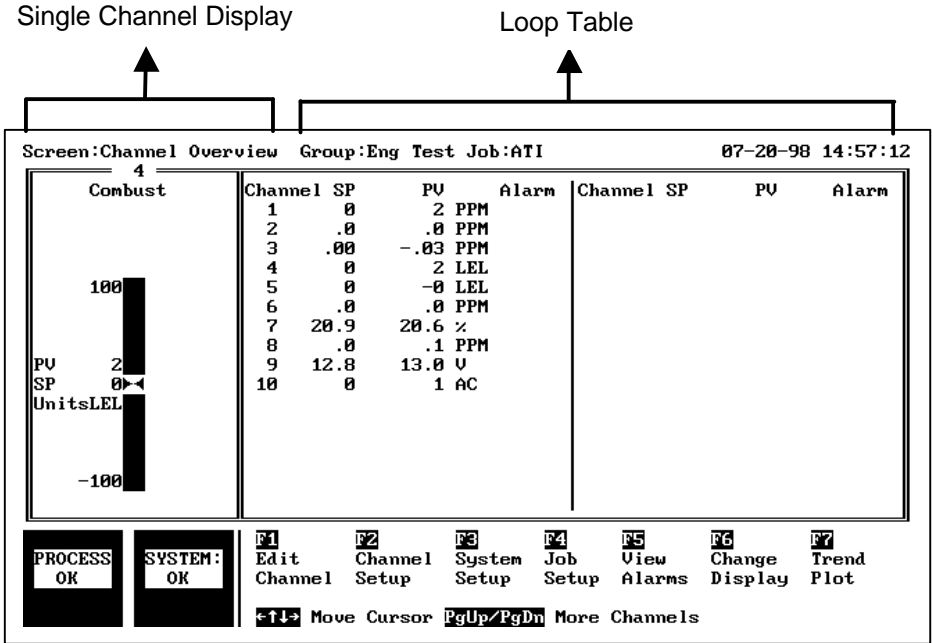 Single Channel Display
Loop Table
Screen:Channel Overview Group:Eng Test Job:ATI 07-20-98 14:57:12
4
Combust
100
PV 2
SP 0
UnitsLEL
-100
Channel SP PV Alarm
1 0 2 PPM
2 .0 .0 PPM
3 .00 -.03 PPM
4 0 2 LEL
5 0 -0 LEL
6 .0 .0 PPM
7 20.9 20.6 %
8 .0 .1 PPM
9 12.8 13.0 V
10 0 1 AC
Channel SP PV Alarm
PROCESS
OK
SYSTEM:
OK
F1 F2 F3 F4 F5 F6 F7
Edit Channel System Job View Change Trend
Channel Setup Setup Setup Alarms Display Plot
←↑↓→ Move Cursor PgUp/PgDn More Channels